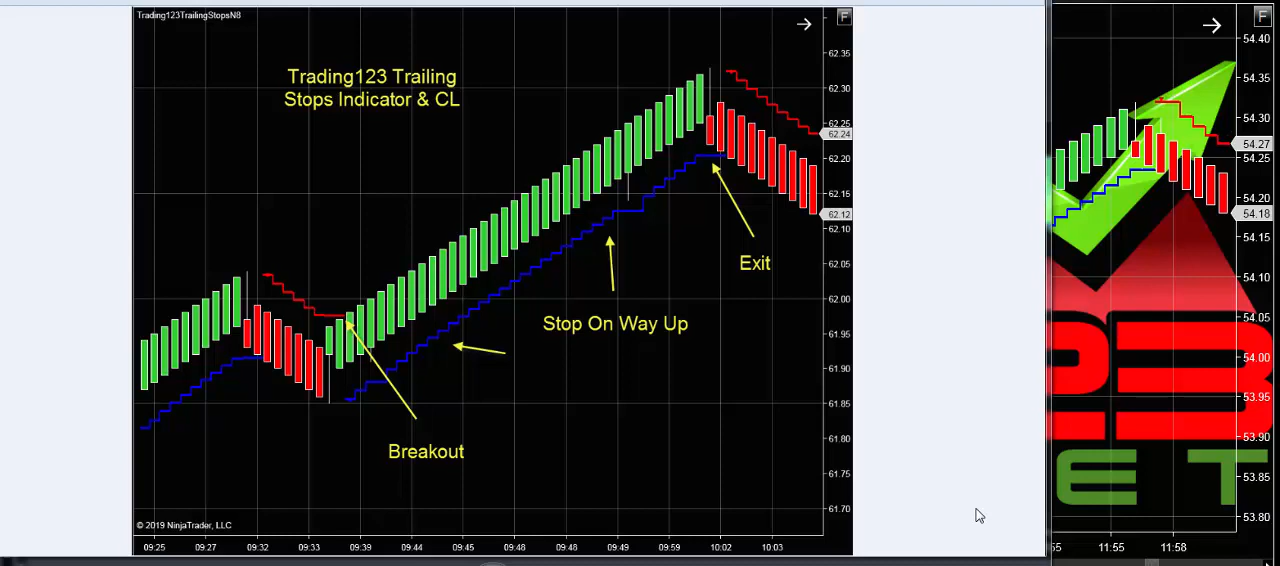 Trading123TrailingStopsN8
F
Trading123 Trailing
Stops Indicator & CL
Exit
Stop On Way Up
Breakout
© 2019 NinjaTrader, LLC
62.35
62.30
62.25
62.24
62.20
62.15
62.12
62.10
62.05
62.00
61.95
61.90
61.85
61.80
61.75
61.70
09:25 09:27 09:32 09:33 09:39 09:44 09:45 09:48 09:48 09:49 09:59 10:02 10:03
F
54.40
54.35
54.30
54.27
54.25
54.20
54.18
54.15
54.10
54.05
54.00
53.95
53.90
53.85
53.80
23
E T
55 11:55 11:58